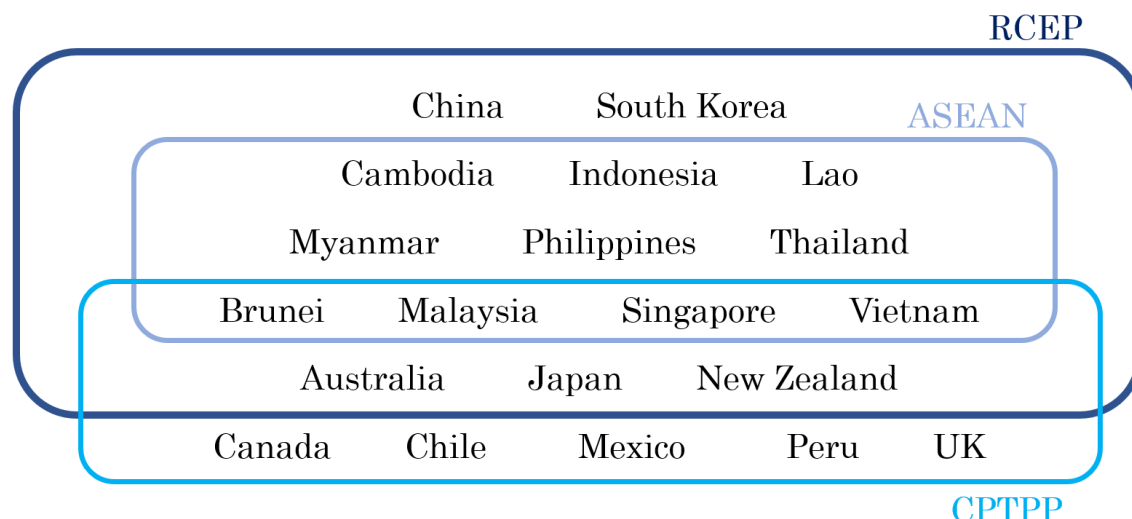 RCEP
China South Korea
ASEAN
Cambodia Indonesia Lao
Myanmar Philippines Thailand
Brunei Malaysia Singapore Vietnam
Australia Japan New Zealand
Canada Chile Mexico Peru UK
CPTPP